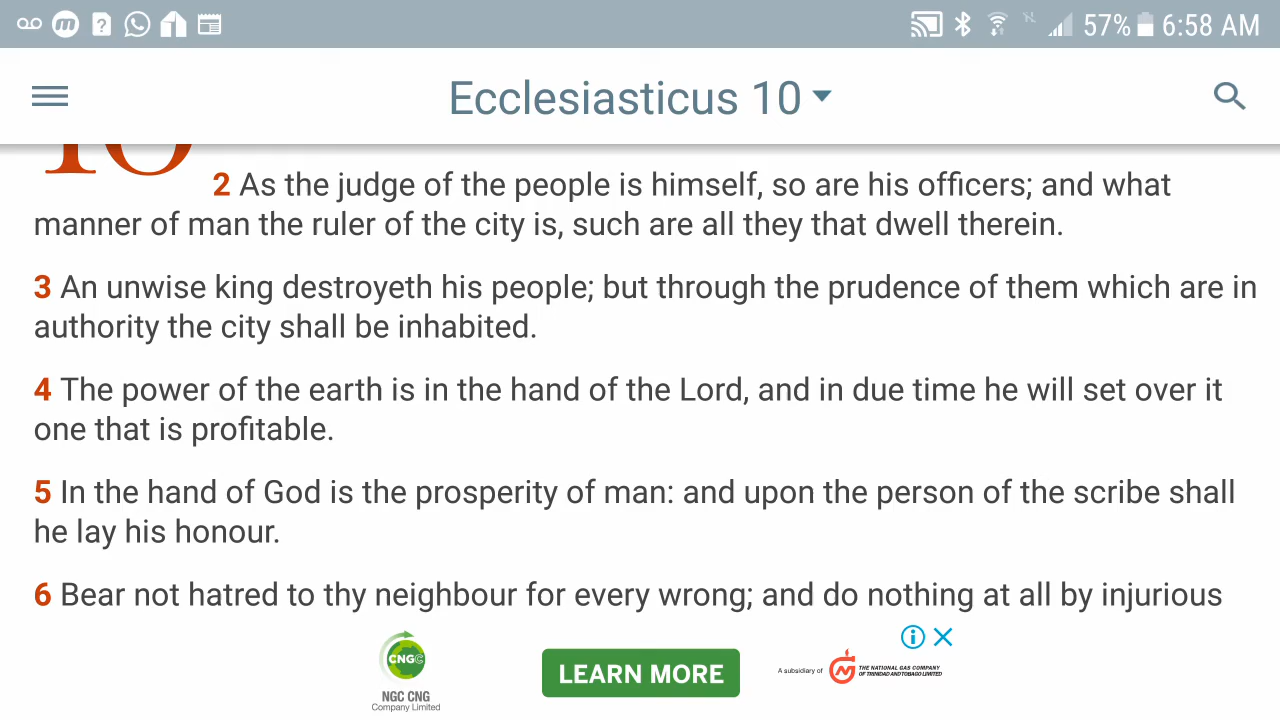 57% 6:58 AM
Ecclesiasticus 10
10
2 As the judge of the people is himself, so are his officers; and what
manner of man the ruler of the city is, such are all they that dwell therein.
3 An unwise king destroyeth his people; but through the prudence of them which are in
authority the city shall be inhabited.
4 The power of the earth is in the hand of the Lord, and in due time he will set over it
one that is profitable.
5 In the hand of God is the prosperity of man: and upon the person of the scribe shall
he lay his honour.
6 Bear not hatred to thy neighbour for every wrong; and do nothing at all by injurious
CNGC
NGC CNG
Company Limited
LEARN MORE
A subsidiary of
THE NATIONAL GAS COMPANY
OF TRINIDAD AND TOBAGO LIMITED